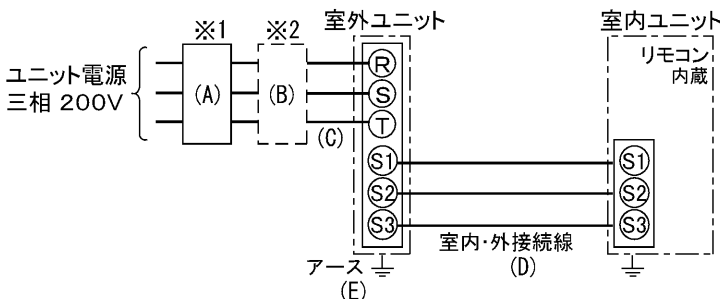 ※1
※2
室外ユニット
室内ユニット
ユニット電源
三相 200V
(A)
(B)
(C)
R
S
T
リモコン
内蔵
S1
S2
S3
S1
S2
S3
室内・外接続線
(D)
アース
(E)